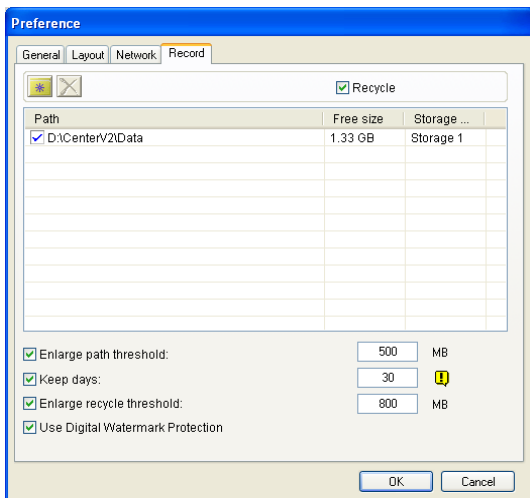 Preference
General Layout Network Record
Recycle
Path Free size Storage ...
D:\CenterV2\Data 1.33 GB Storage 1
Enlarge path threshold: 500 MB
Keep days: 30
Enlarge recycle threshold: 800 MB
Use Digital Watermark Protection
OK Cancel